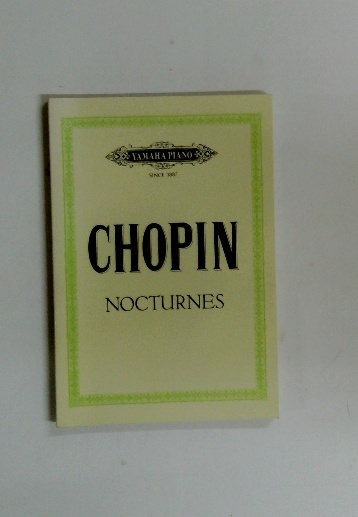 YAMAHA PIANO
SINCE 1887
CHOPIN
NOCTURNES